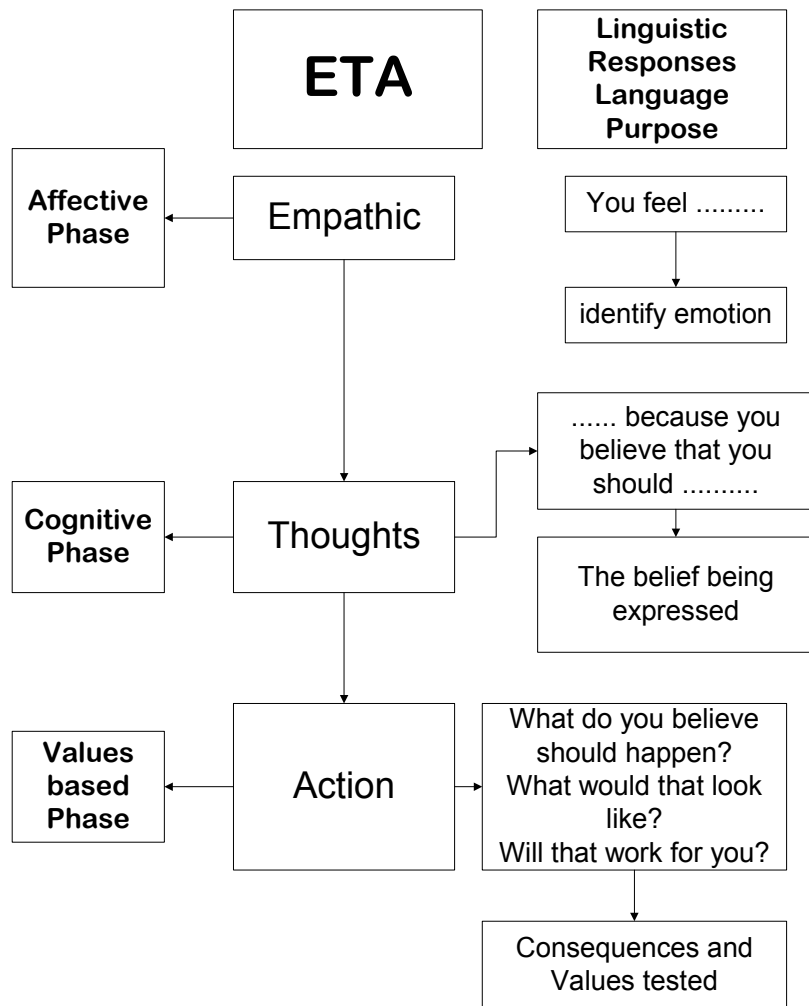 ETA
Linguistic
Responses
Language
Purpose
Affective
Phase
Empathic
You feel .........
identify emotion
...... because you
believe that you
should ..........
Cognitive
Phase
Thoughts
The belief being
expressed
Values
based
Phase
Action
What do you believe
should happen?
What would that look
like?
Will that work for you?
Consequences and
Values tested